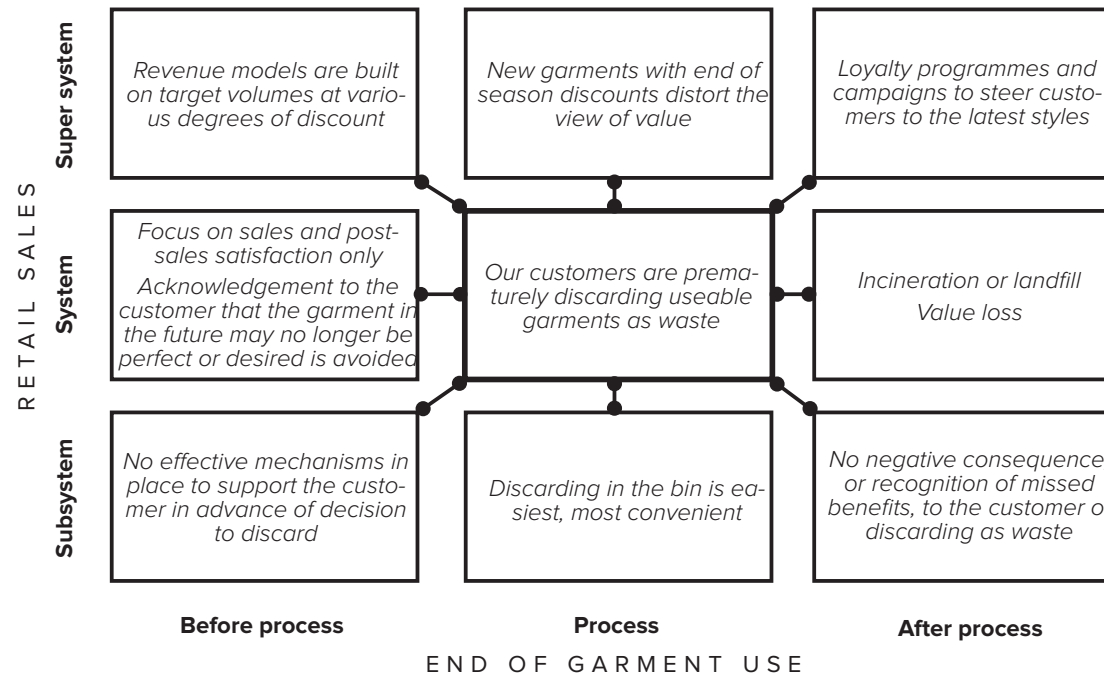 RETAIL SALES
Super system
Revenue models are built
on target volumes at vario-
us degrees of discount
New garments with end of
season discounts distort the
view of value
Loyalty programmes and
campaigns to steer custo-
mers to the latest styles
System
Focus on sales and post-
sales satisfaction only
Acknowledgement to the
customer that the garment in
the future may no longer be
perfect or desired is avoided
Our customers are prema-
turely discarding useable
garments as waste
Incineration or landfill
Value loss
Subsystem
No effective mechanisms in
place to support the custo-
mer in advance of decision
to discard
Discarding in the bin is ea-
siest, most convenient
No negative consequence
or recognition of missed
benefits, to the customer o
discarding as waste
Before process
Process
After process
END OF GARMENT USE